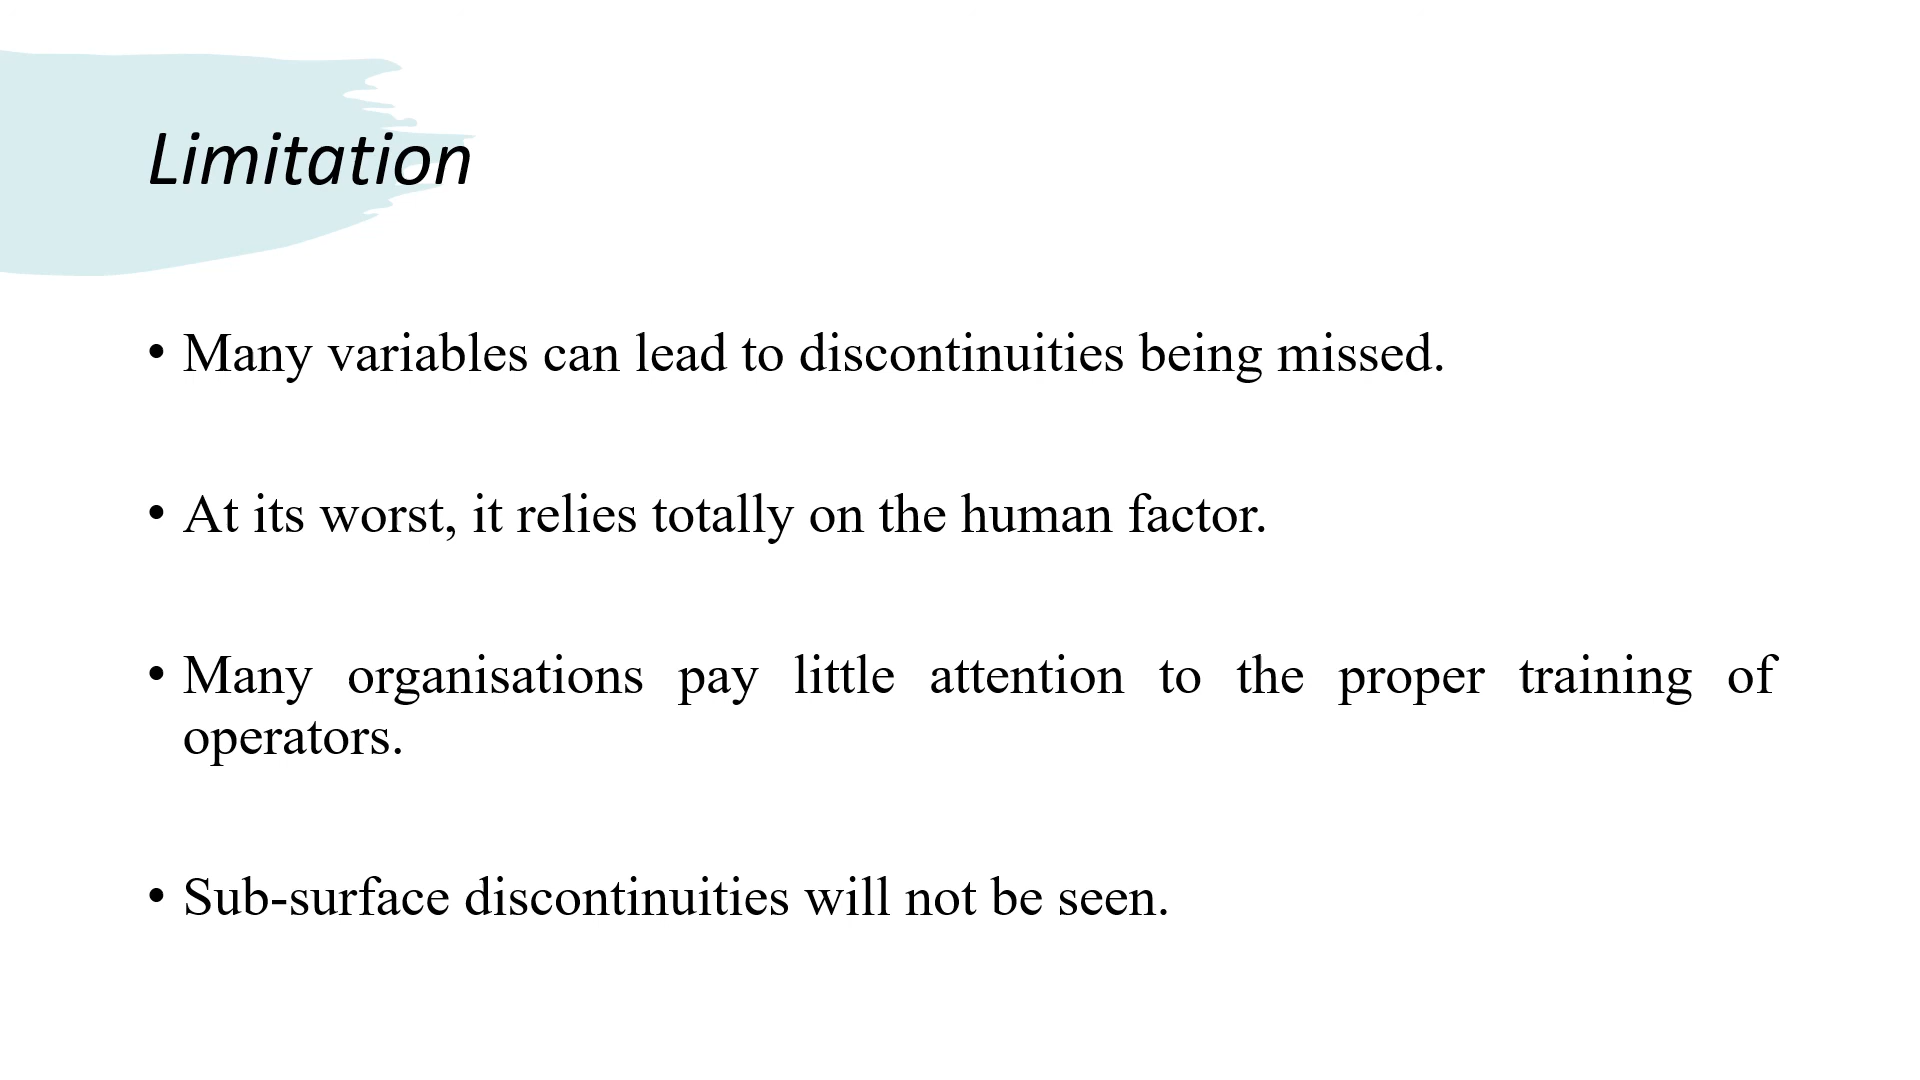 Limitation
• Many variables can lead to discontinuities being missed.
• At its worst, it relies totally on the human factor.
• Many organisations pay little attention to the proper training of
operators.
• Sub-surface discontinuities will not be seen.